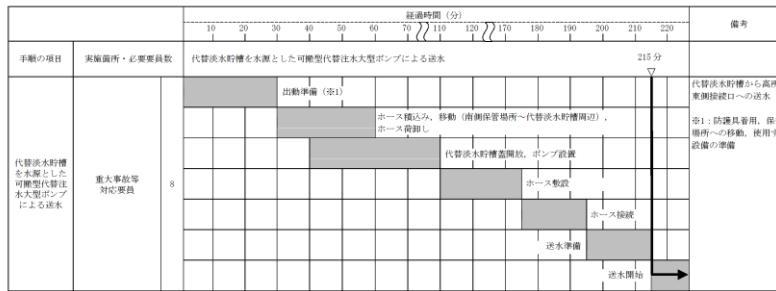 経過時間（分）
備考
10 20 30 40 50 60 70 110 120 170 180 190 200 210 220
手順の項目
実施箇所・必要要員数
代替淡水貯槽を水源とした可搬型代替注水大型ポンプによる送水
215 分
代替淡水貯槽
を水源とした
可搬型代替注
水大型ポンプ
による送水
重大事故等
対応要員
8
出動準備（※1）
ホース積込み，移動（南側保管場所～代替淡水貯槽周辺），
ホース荷卸し
代替淡水貯槽蓋開放，ポンプ設置
ホース敷設
ホース接続
送水準備
送水開始
代替淡水貯槽から高所
東側接続口への送水
※1：防護具着用，保
場所への移動，使用す
設備の準備